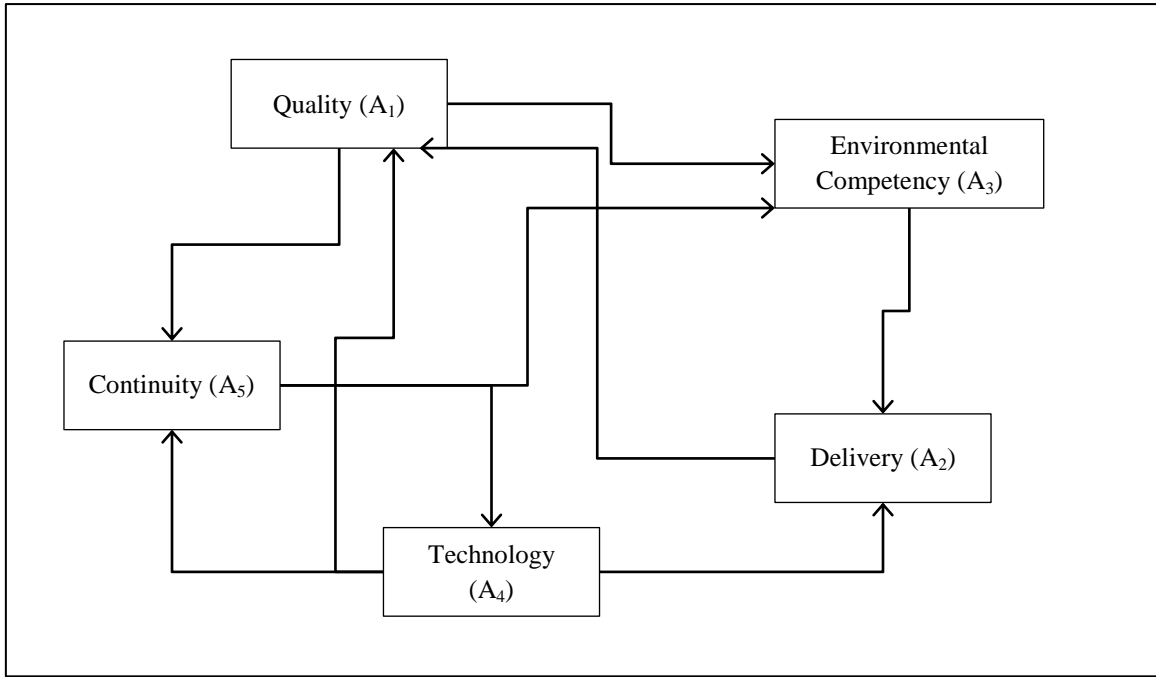 Quality (A₁)
Environmental
Competency (A₃)
Continuity (A₅)
Delivery (A₂)
Technology
(A₄)